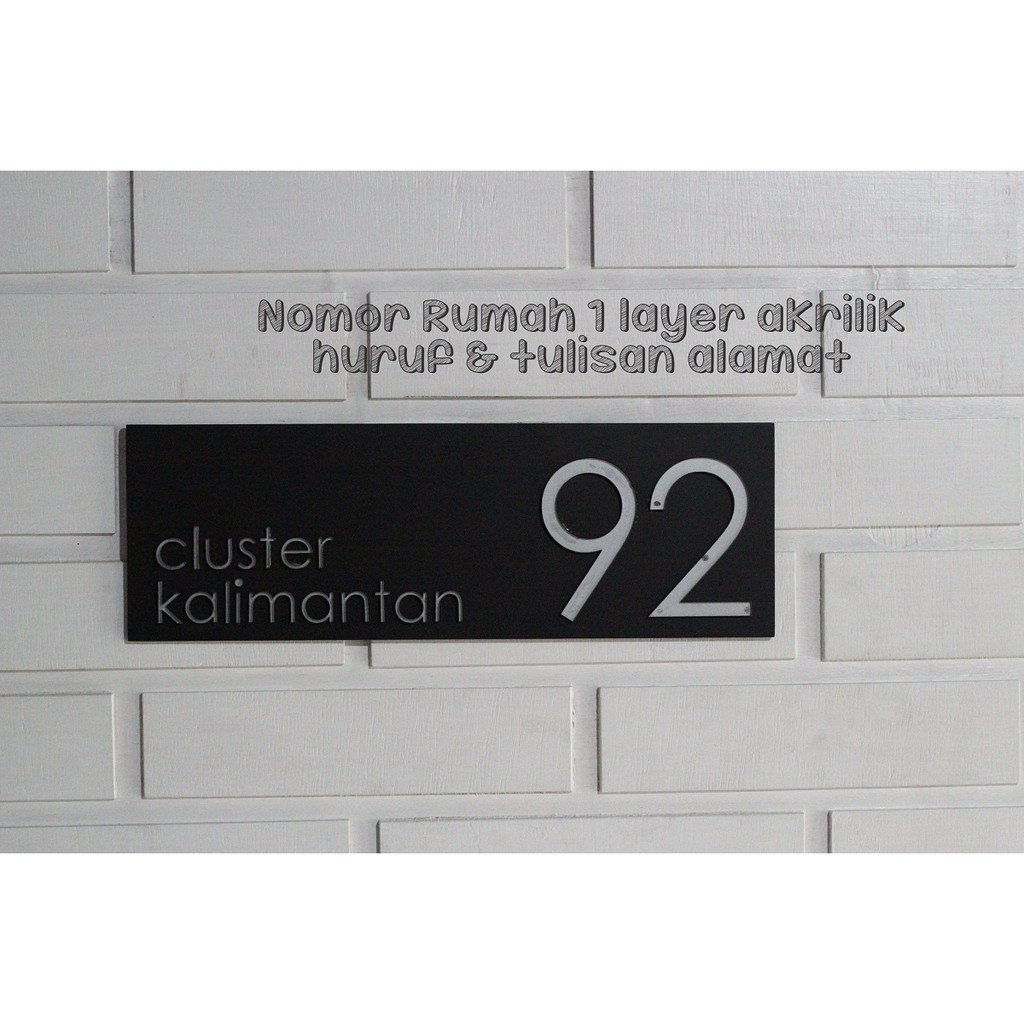 Nomor Rumah 1 layer akrilik
huruf & tulisan alamat
92
cluster
kalimantan